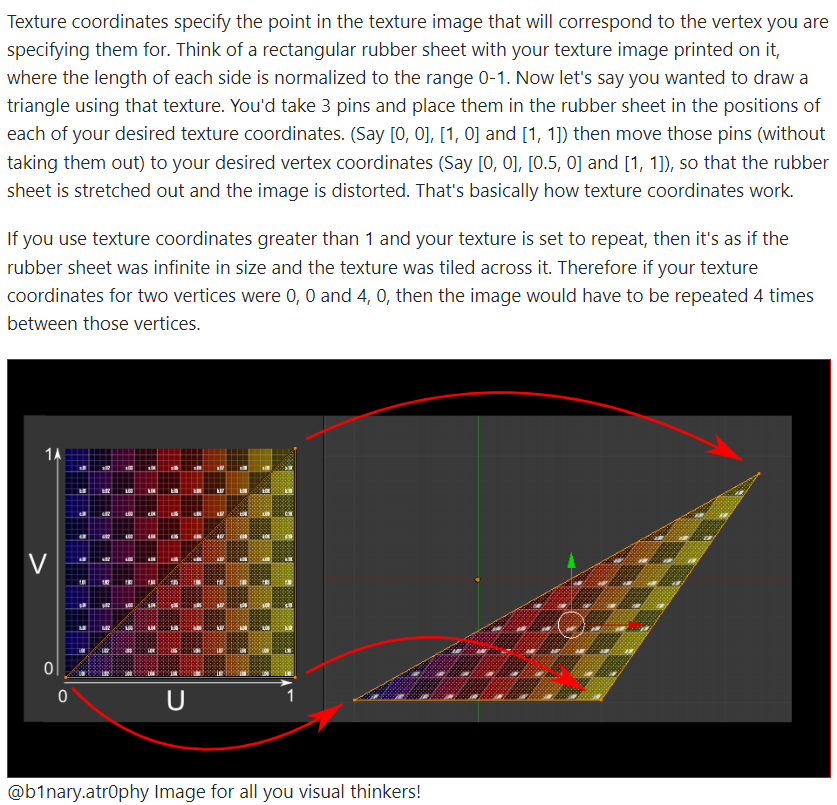 Texture coordinates specify the point in the texture image that will correspond to the vertex you are
specifying them for. Think of a rectangular rubber sheet with your texture image printed on it,
where the length of each side is normalized to the range 0-1. Now let's say you wanted to draw a
triangle using that texture. You'd take 3 pins and place them in the rubber sheet in the positions of
each of your desired texture coordinates. (Say [0, 0], [1, 0] and [1, 1]) then move those pins (without
taking them out) to your desired vertex coordinates (Say [0, 0], [0.5, 0] and [1, 1]), so that the rubber
sheet is stretched out and the image is distorted. That's basically how texture coordinates work.
If you use texture coordinates greater than 1 and your texture is set to repeat, then it's as if the
rubber sheet was infinite in size and the texture was tiled across it. Therefore if your texture
coordinates for two vertices were 0, 0 and 4, 0, then the image would have to be repeated 4 times
between those vertices.
1
V
0
0
U
1
@b1nary.atr0phy Image for all you visual thinkers!